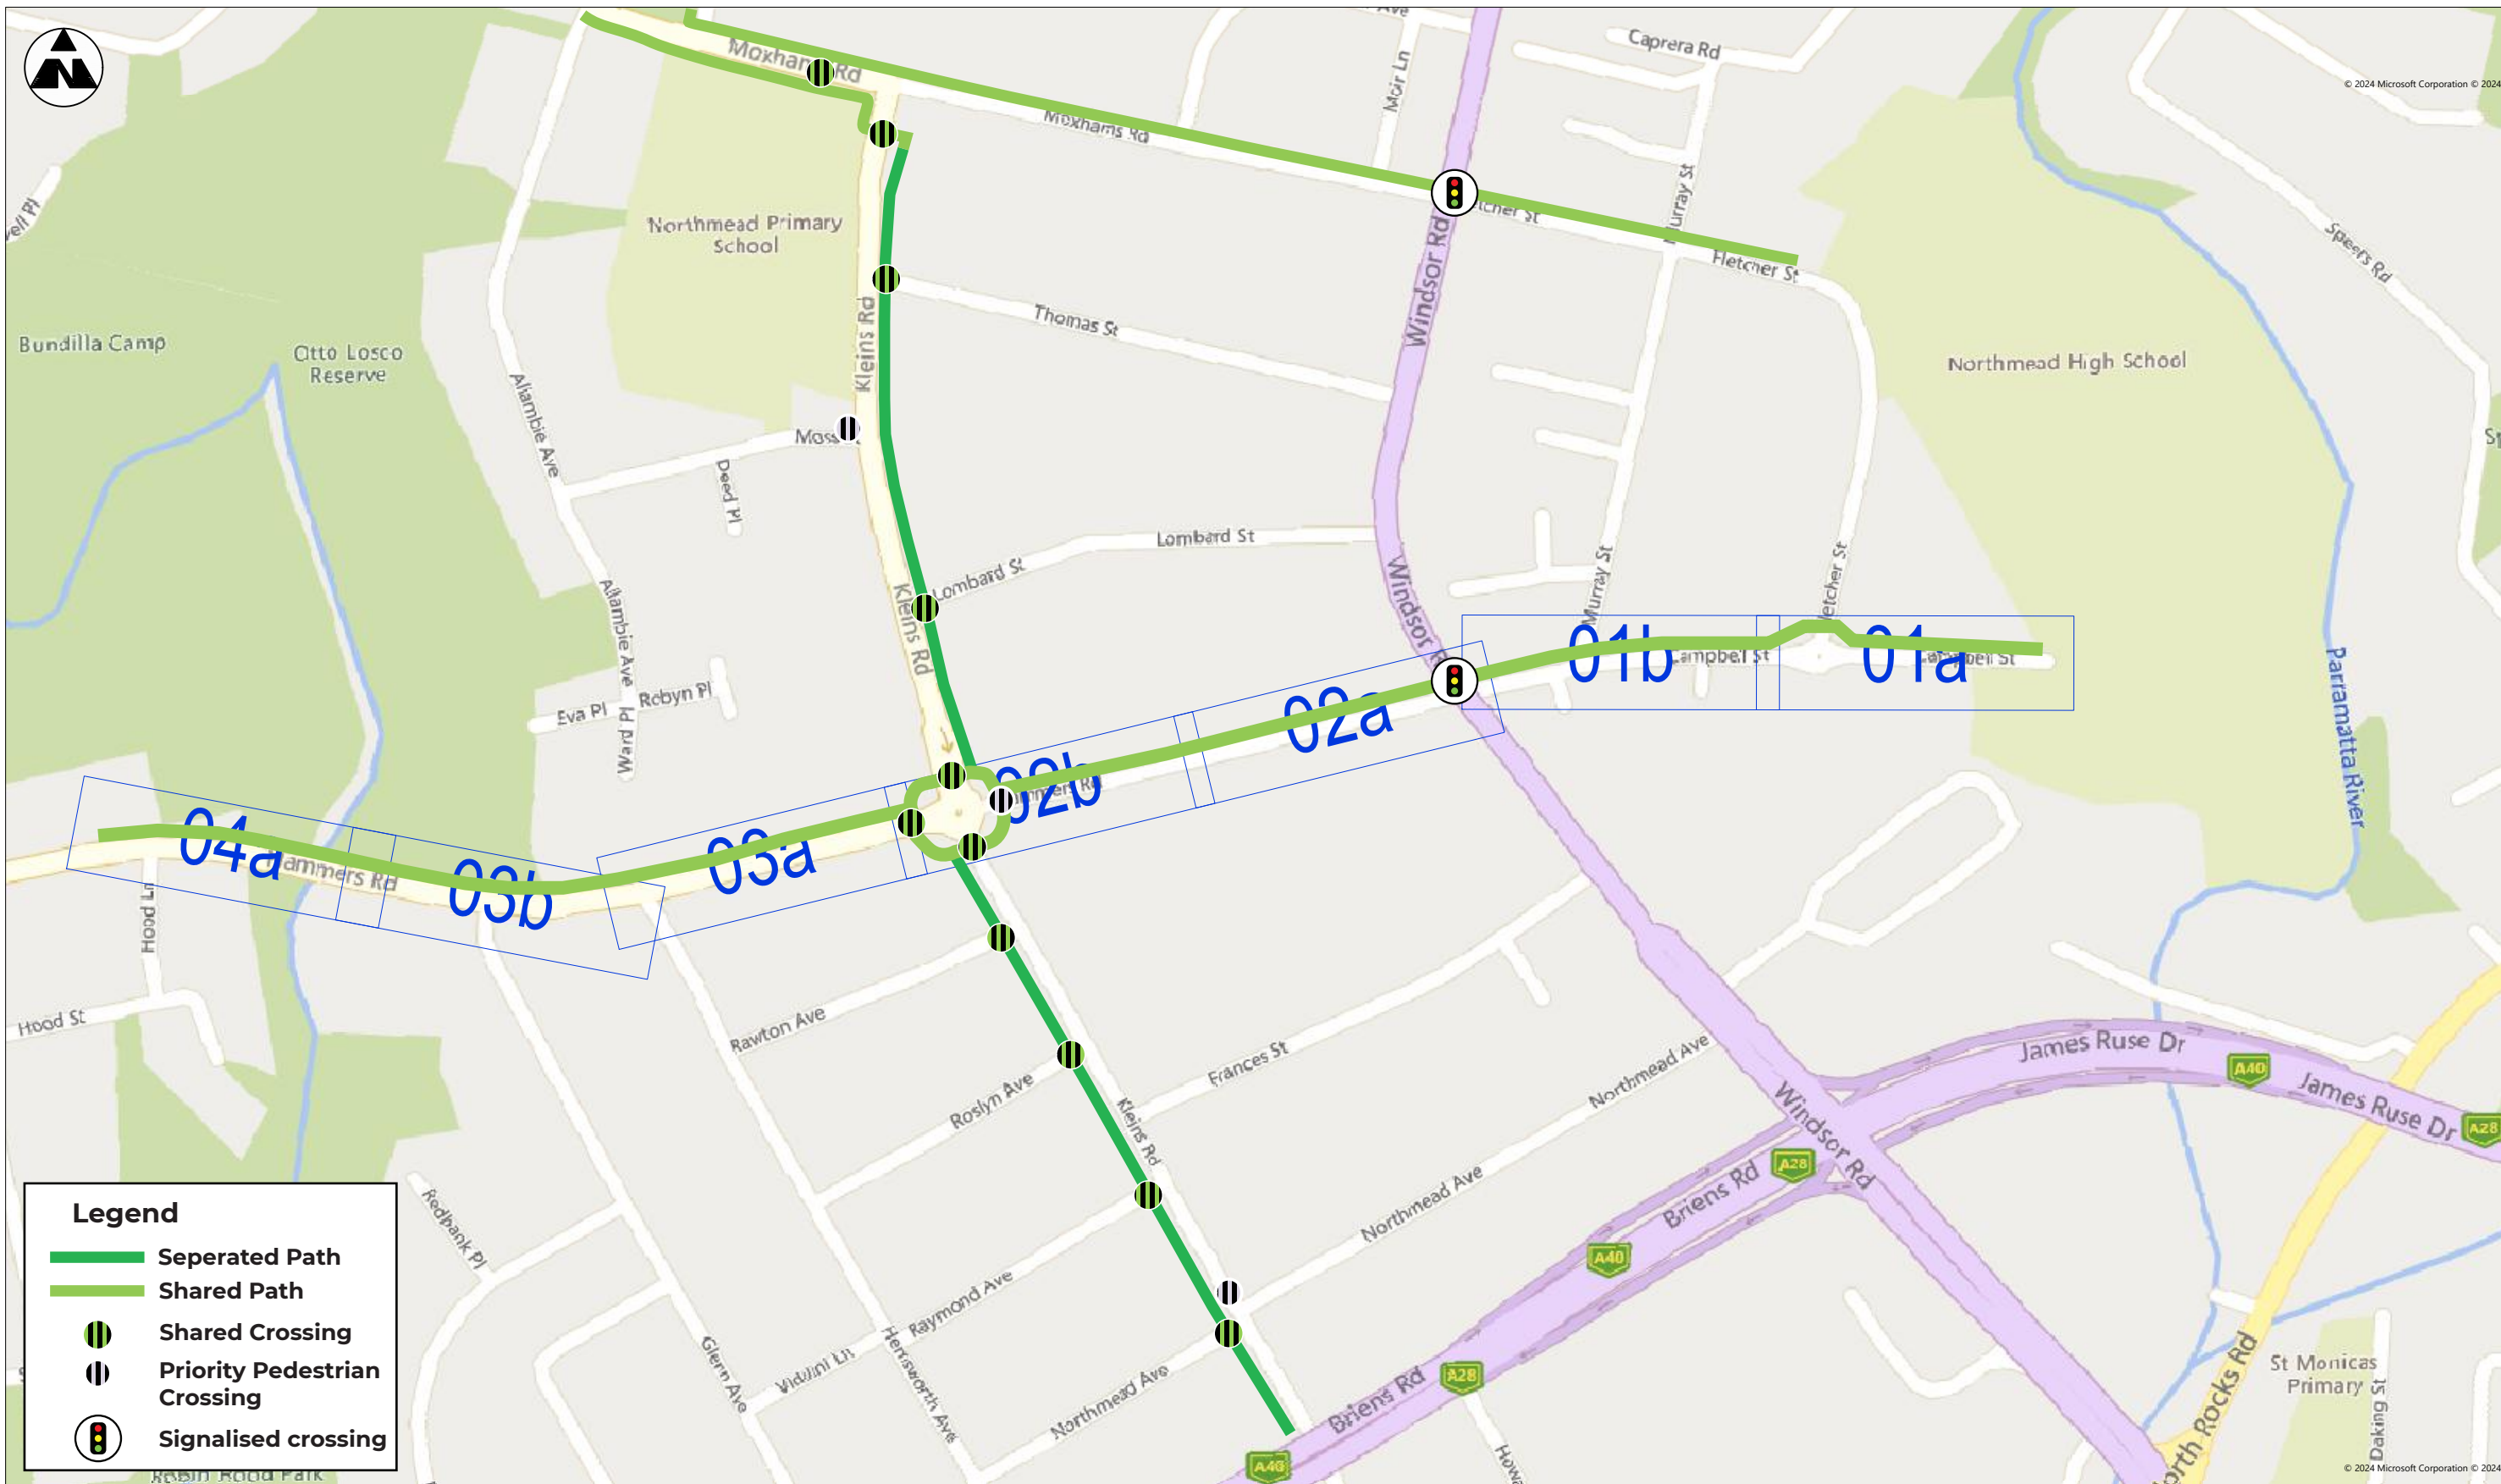 N
Moxhams Rd
Moxhams Rd
Moir Ln
Caprera Rd
© 2024 Microsoft Corporation © 2024
Northmead Primary
School
Murray St
Fletcher St
Windsor Rd
Speers Rd
Kleins Rd
Thomas St
Bundilla Camp
Otto Losco
Reserve
Northmead High School
Allambie Ave
Deed Pl
Lombard St
Lombard St
Kleins Rd
Allambie Ave
Windsor
Murray St
01b
01a
Campbell St
Campbell St
Eva Pl
Robyn Pl
Ward Pl
02a
02b
Parramatta River
04a
03b
03a
Hammers Rd
Hood Ln
Hood St
Rawton Ave
Roslyn Ave
Frances St
Kleins Rd
Northmead Ave
James Ruse Dr
A40
James Ruse Dr
A28
Windsor Rd
Briens Rd
A28
A40
Northmead Ave
Redbank Pl
Raymond Ave
Vidilini Ln
Hemsworth Ave
Glenn Ave
Northmead Ave
Briens Rd
A28
A40
North Rocks Rd
St Monicas
Primary
Daking St
Legend
Seperated Path
Shared Path
Shared Crossing
Priority Pedestrian
Crossing
Signalised crossing
© 2024 Microsoft Corporation © 2024